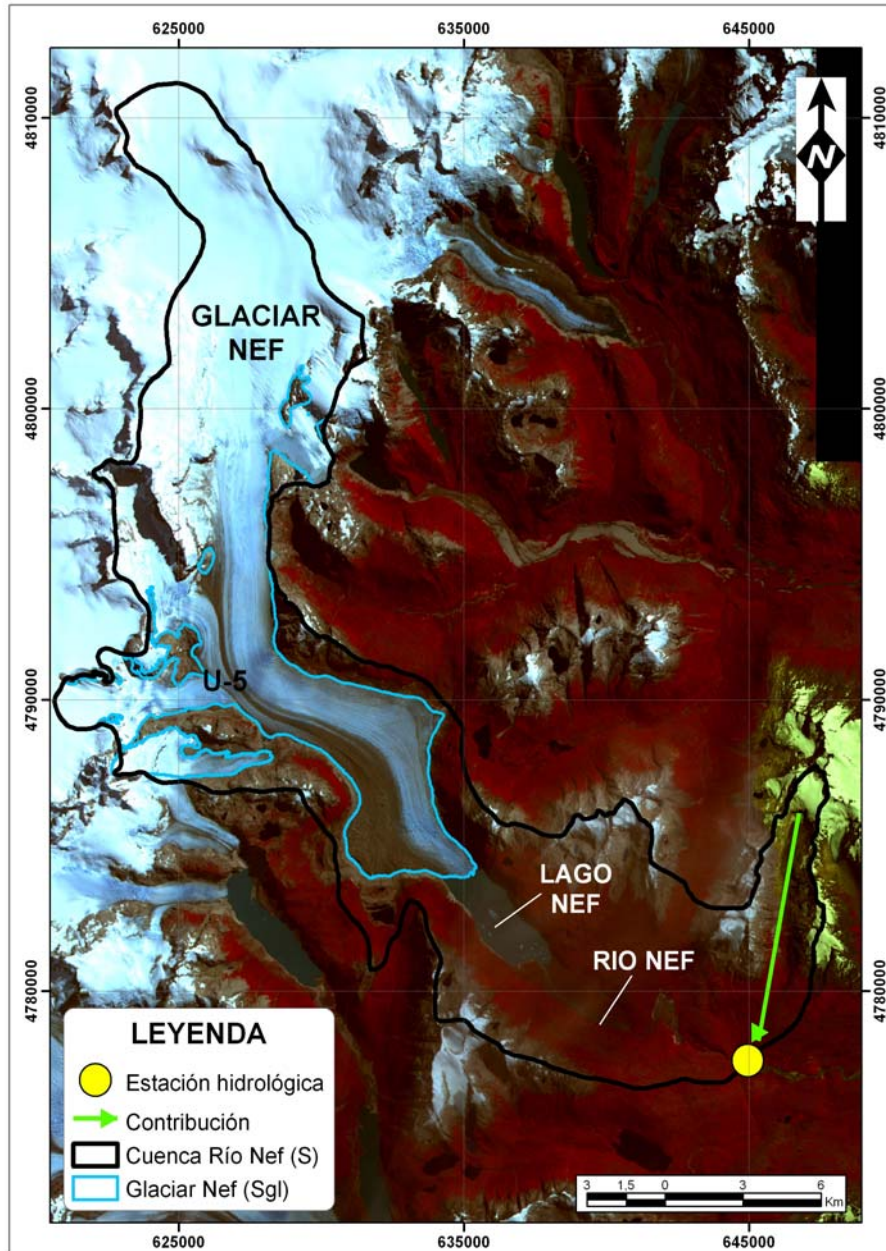 625000 635000 645000
4810000 4810000
N
GLACIAR
NEF
4800000 4800000
U-5
4790000 4790000
LAGO
NEF
RIO NEF
4780000 4780000
LEYENDA
Estación hidrológica
Contribución
Cuenca Río Nef (S)
Glaciar Nef (Sgl)
3 1,5 0 3 6
Km
625000 635000 645000